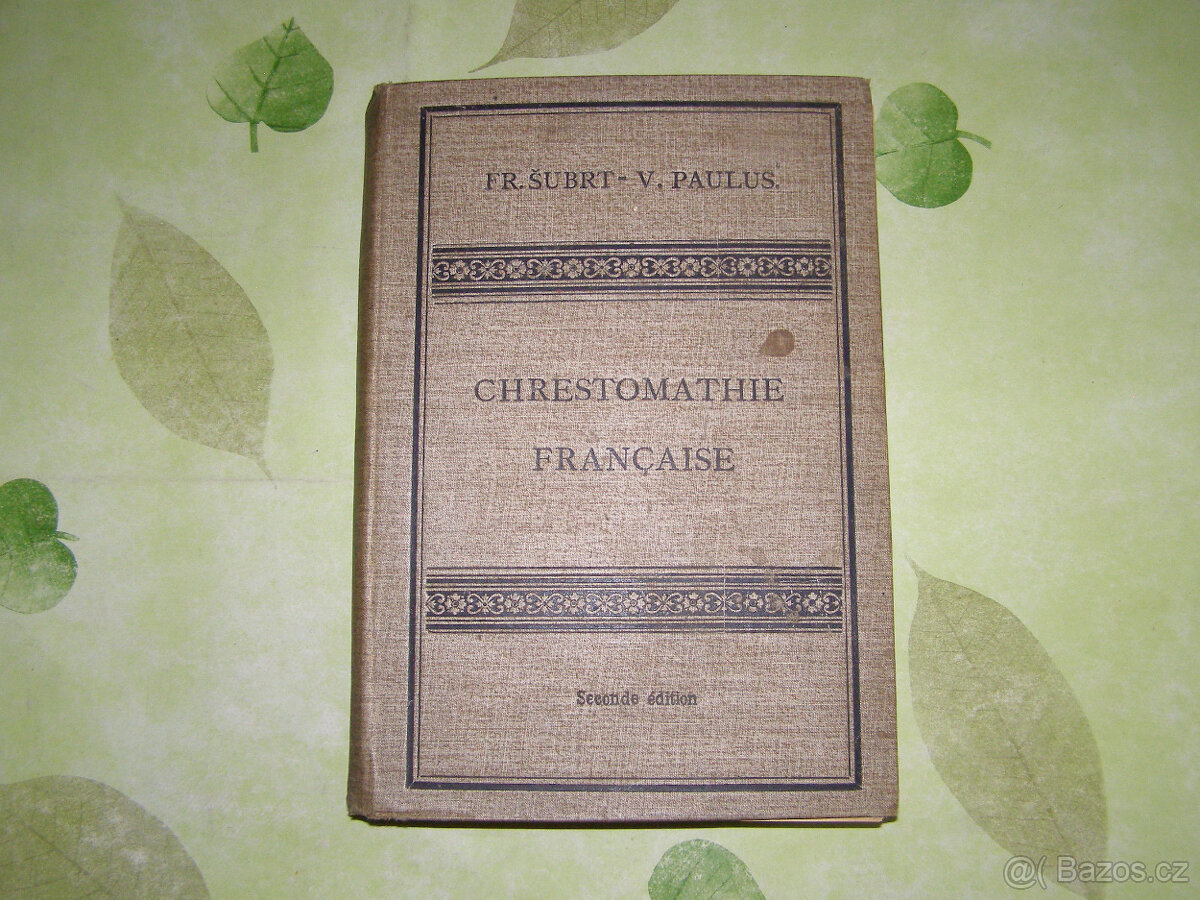 FR. ŠUBRT - V. PAULUS.
CHRESTOMATHIE
FRANÇAISE
Seconde édition
@( Bazos.cz